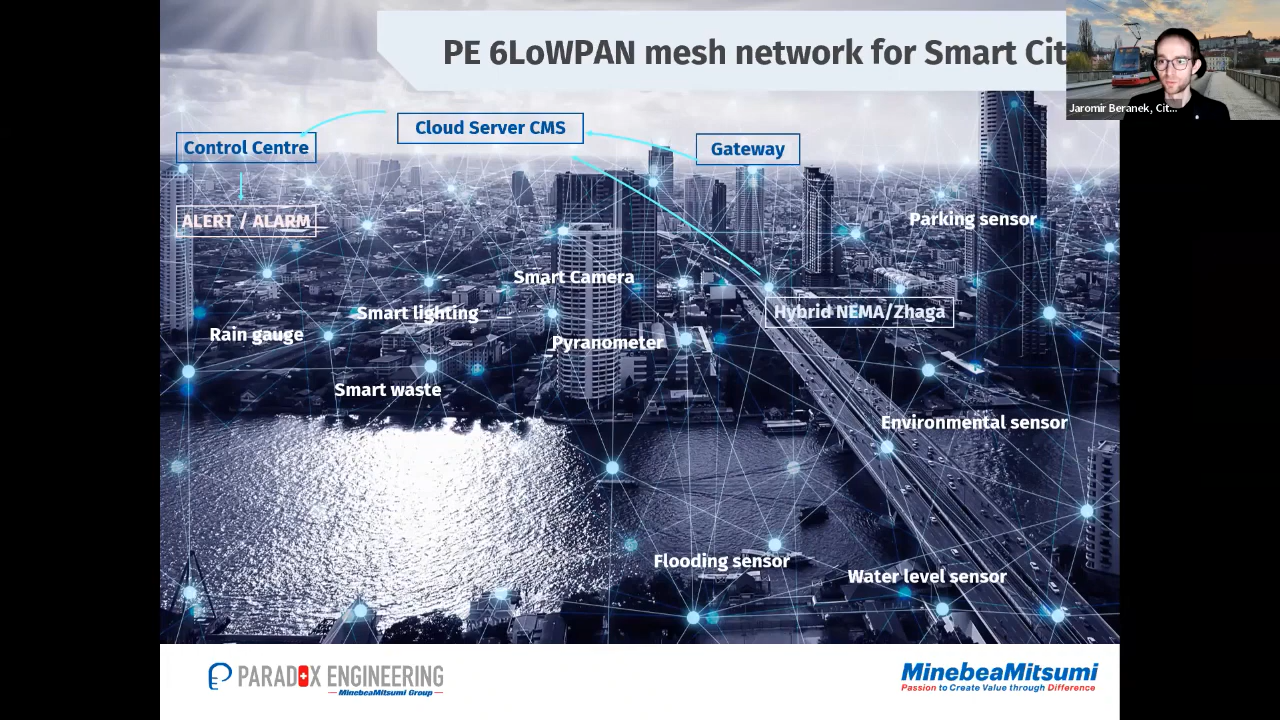 PE 6LoWPAN mesh network for Smart Cit
Jaromir Beranek, Cit...
Cloud Server CMS
Control Centre
Gateway
ALERT / ALARM
Parking sensor
Smart Camera
Smart lighting
Hybrid NEMA/Zhaga
Rain gauge
Pyranometer
Smart waste
Environmental sensor
Flooding sensor
Water level sensor
PARADOX ENGINEERING
MinebeaMitsumi Group
MinebeaMitsumi
Passion to Create Value through Difference